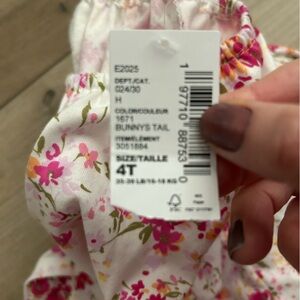 E2025
DEPT./CAT.
024/30
H
COLOR/COULEUR
1671
BUNNYS TAIL
ITEM/ÉLÉMENT
3051884
SIZE/TAILLE
4T
1 97710 88753 0